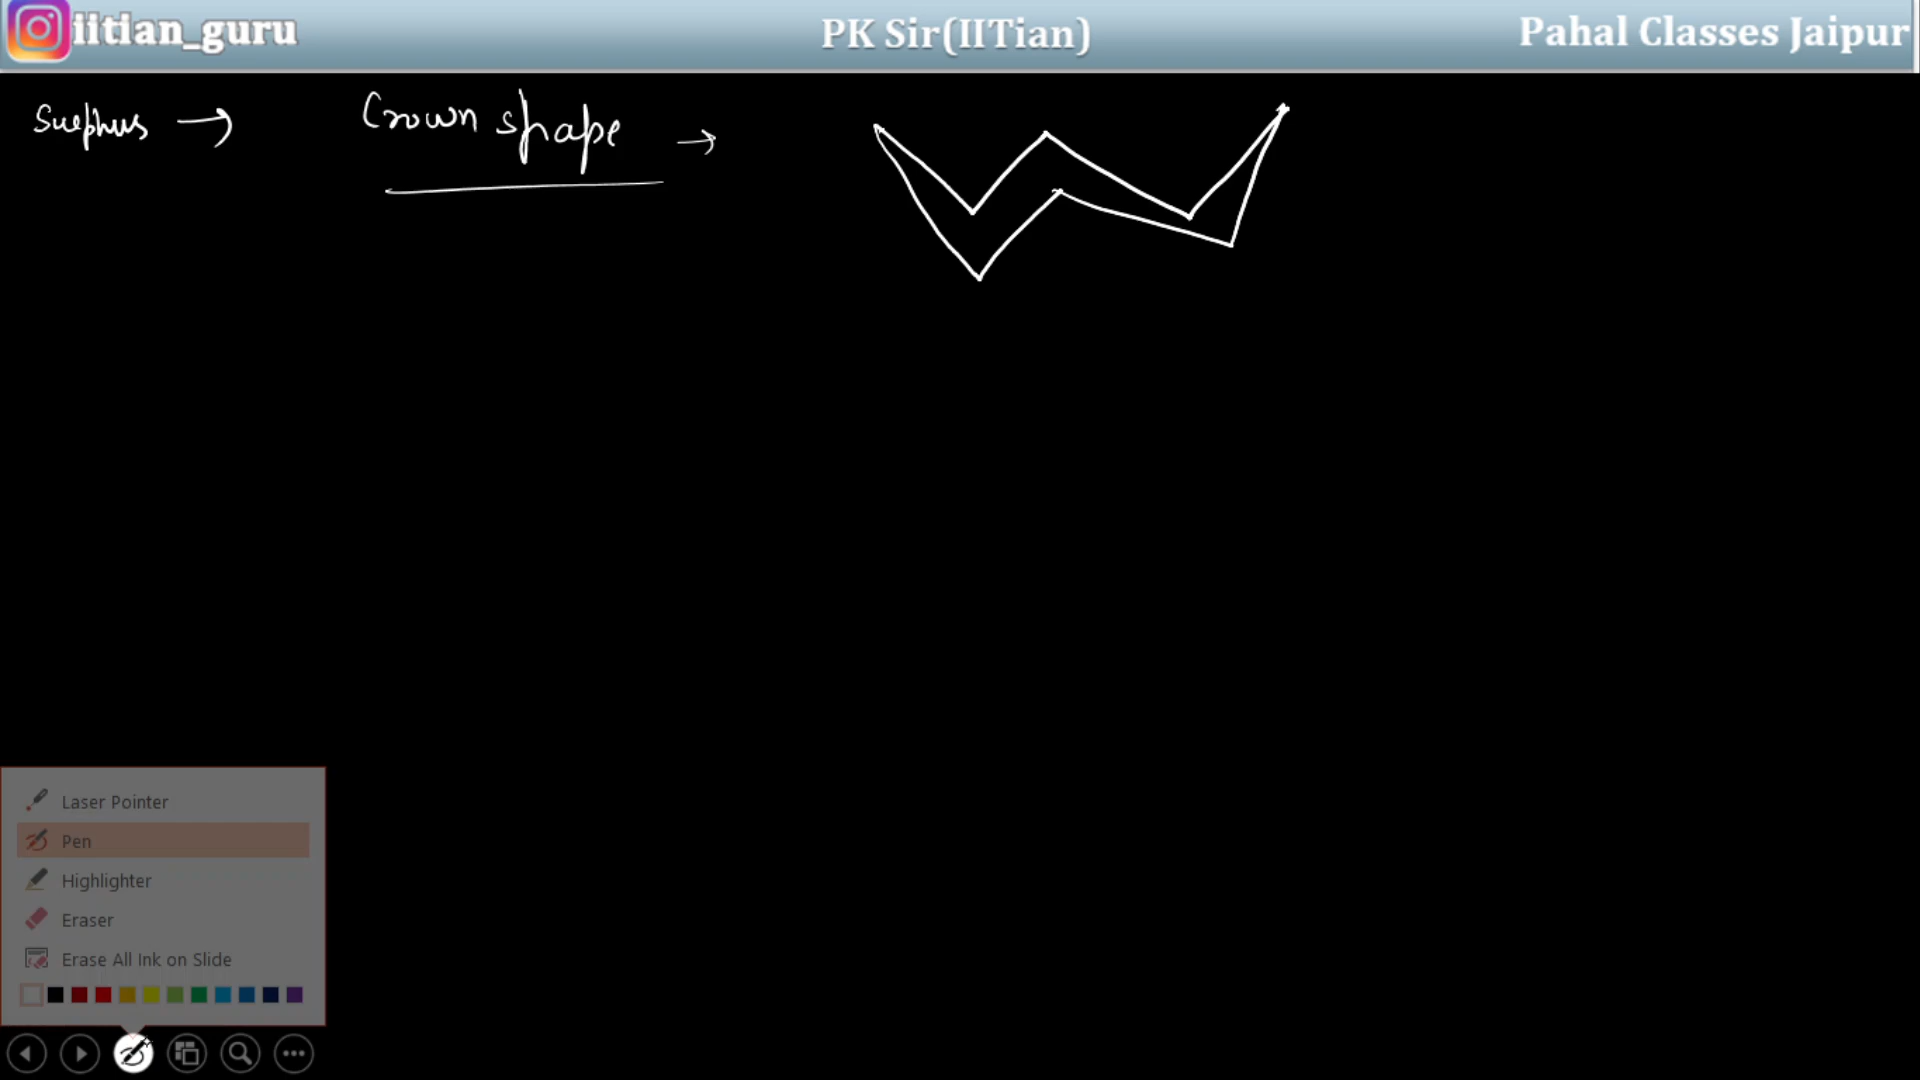 iitian_guru PK Sir(IITian) Pahal Classes Jaipur
Sulphus → Crown shape →
Laser Pointer
Pen
Highlighter
Eraser
Erase All Ink on Slide